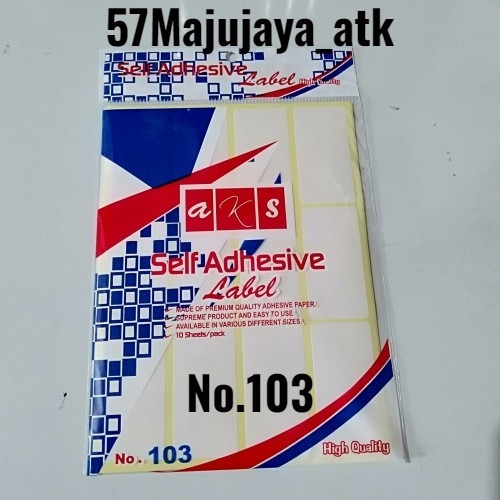 57Majujaya_atk
Self Adhesive
Label High Quality
aks
Self Adhesive
Label
MADE OF PREMIUM QUALITY ADHESIVE PAPER.
SUPREME PRODUCT AND EASY TO USE.
AVAILABLE IN VARIOUS DIFFERENT SIZES.
10 Sheets/pack
No.103
No. 103
High Quality